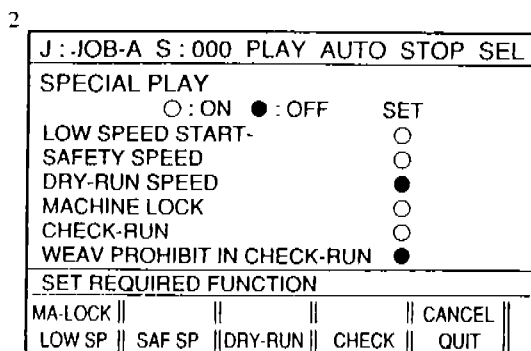 2
J : JOB-A S : 000 PLAY AUTO STOP SEL
SPECIAL PLAY
○ : ON ● : OFF SET
LOW SPEED START- ○
SAFETY SPEED ○
DRY-RUN SPEED ●
MACHINE LOCK ○
CHECK-RUN ○
WEAV PROHIBIT IN CHECK-RUN ●
SET REQUIRED FUNCTION
MA-LOCK || || || || CANCEL ||
LOW SP || SAF SP || DRY-RUN || CHECK || QUIT ||